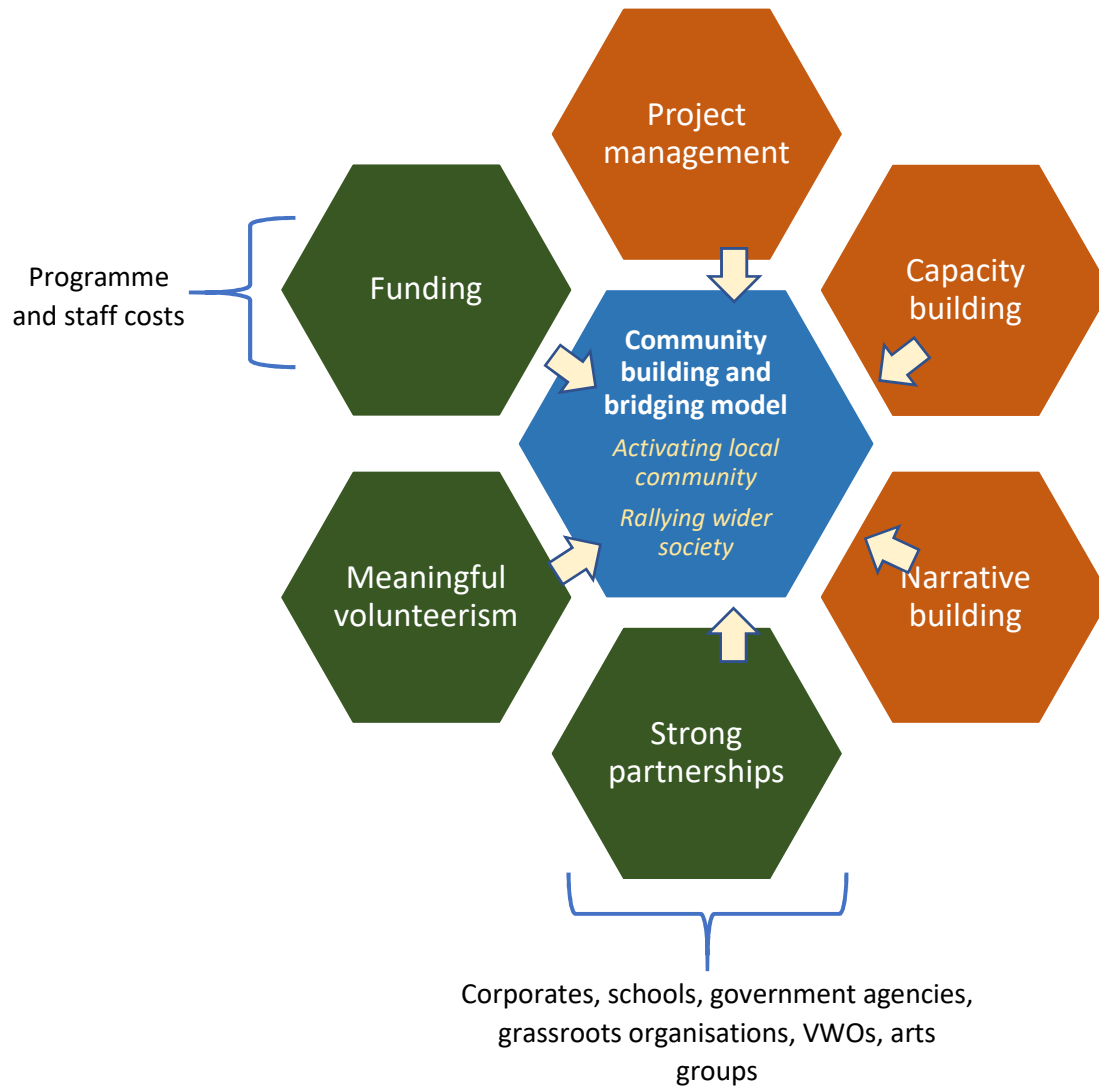 Project
management
Funding
Capacity
building
Programme
and staff costs
Community
building and
bridging model
Activating local
community
Rallying wider
society
Meaningful
volunteerism
Narrative
building
Strong
partnerships
Corporates, schools, government agencies,
grassroots organisations, VWOs, arts
groups